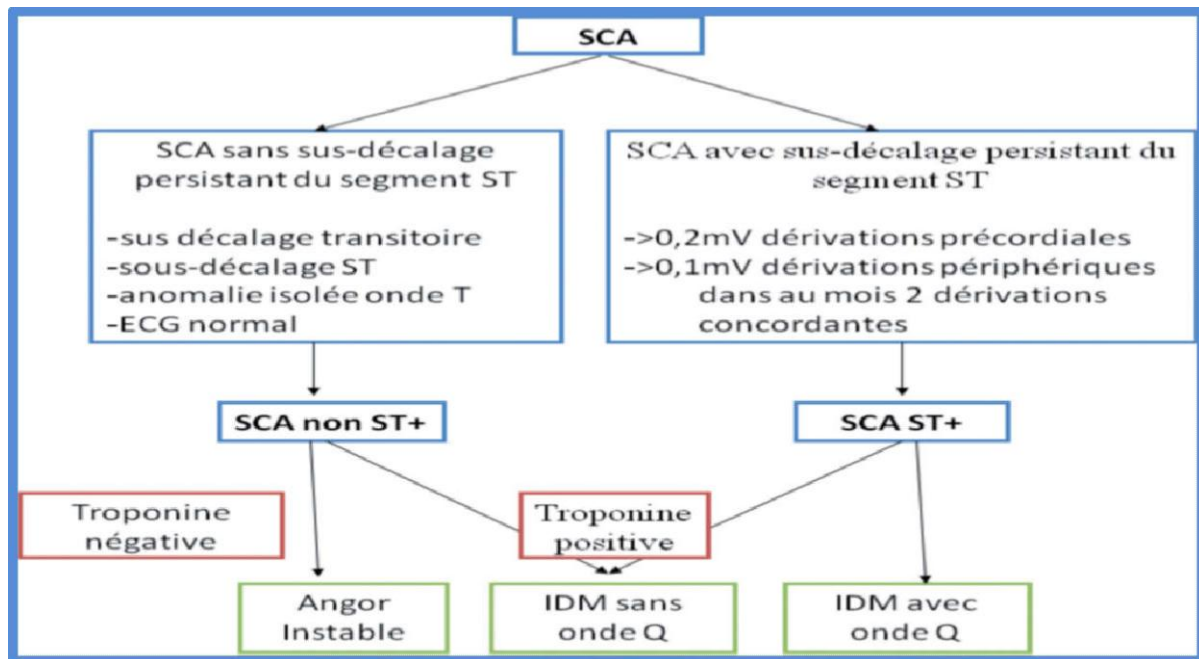 SCA
SCA sans sus-décalage
persistant du segment ST
-sus décalage transitoire
-sous-décalage ST
-anomalie isolée onde T
-ECG normal
SCA avec sus-décalage persistant du
segment ST
->0,2mV dérivations précordiales
->0,1mV dérivations périphériques
dans au mois 2 dérivations
concordantes
SCA non ST+
SCA ST+
Troponine
négative
Troponine
positive
Angor
Instable
IDM sans
onde Q
IDM avec
onde Q